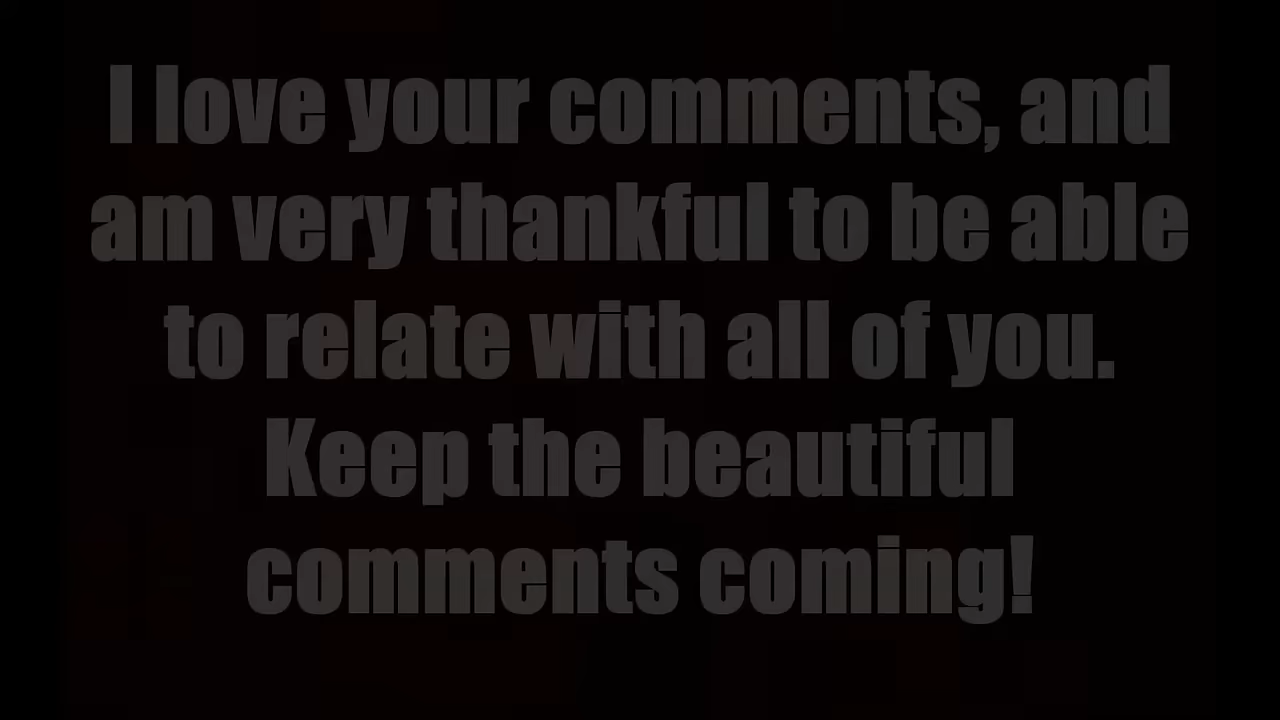 I love your comments, and
am very thankful to be able
to relate with all of you.
Keep the beautiful
comments coming!